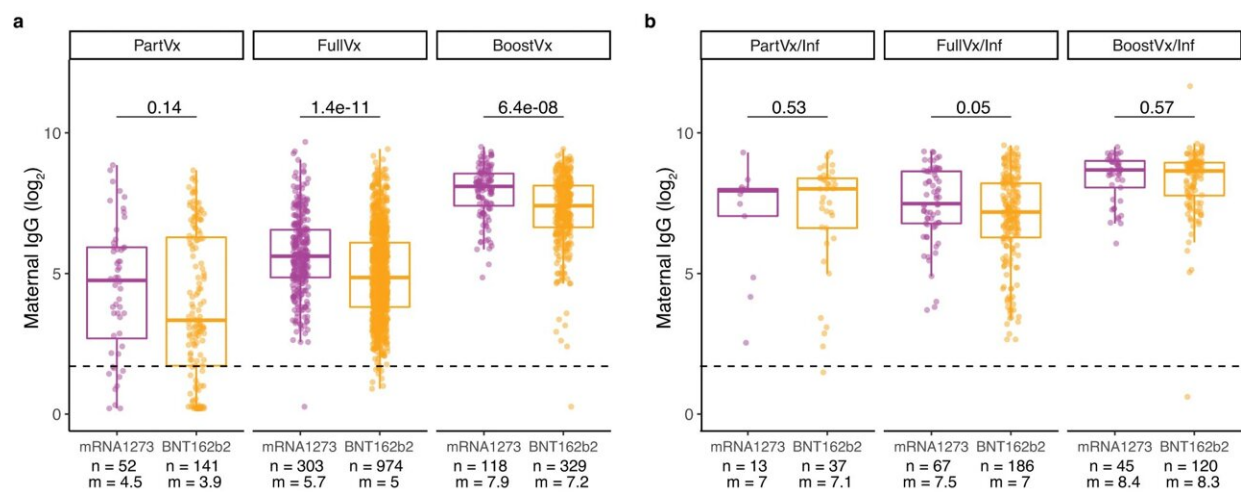 a
PartVx FullVx BoostVx
0.14 1.4e-11 6.4e-08
Maternal IgG (log2)
10
5
0
mRNA1273 BNT162b2 mRNA1273 BNT162b2 mRNA1273 BNT162b2
n = 52 n = 141 n = 303 n = 974 n = 118 n = 329
m = 4.5 m = 3.9 m = 5.7 m = 5 m = 7.9 m = 7.2
b
PartVx/Inf FullVx/Inf BoostVx/Inf
0.53 0.05 0.57
Maternal IgG (log2)
10
5
0
mRNA1273 BNT162b2 mRNA1273 BNT162b2 mRNA1273 BNT162b2
n = 13 n = 37 n = 67 n = 186 n = 45 n = 120
m = 7 m = 7.1 m = 7.5 m = 7 m = 8.4 m = 8.3